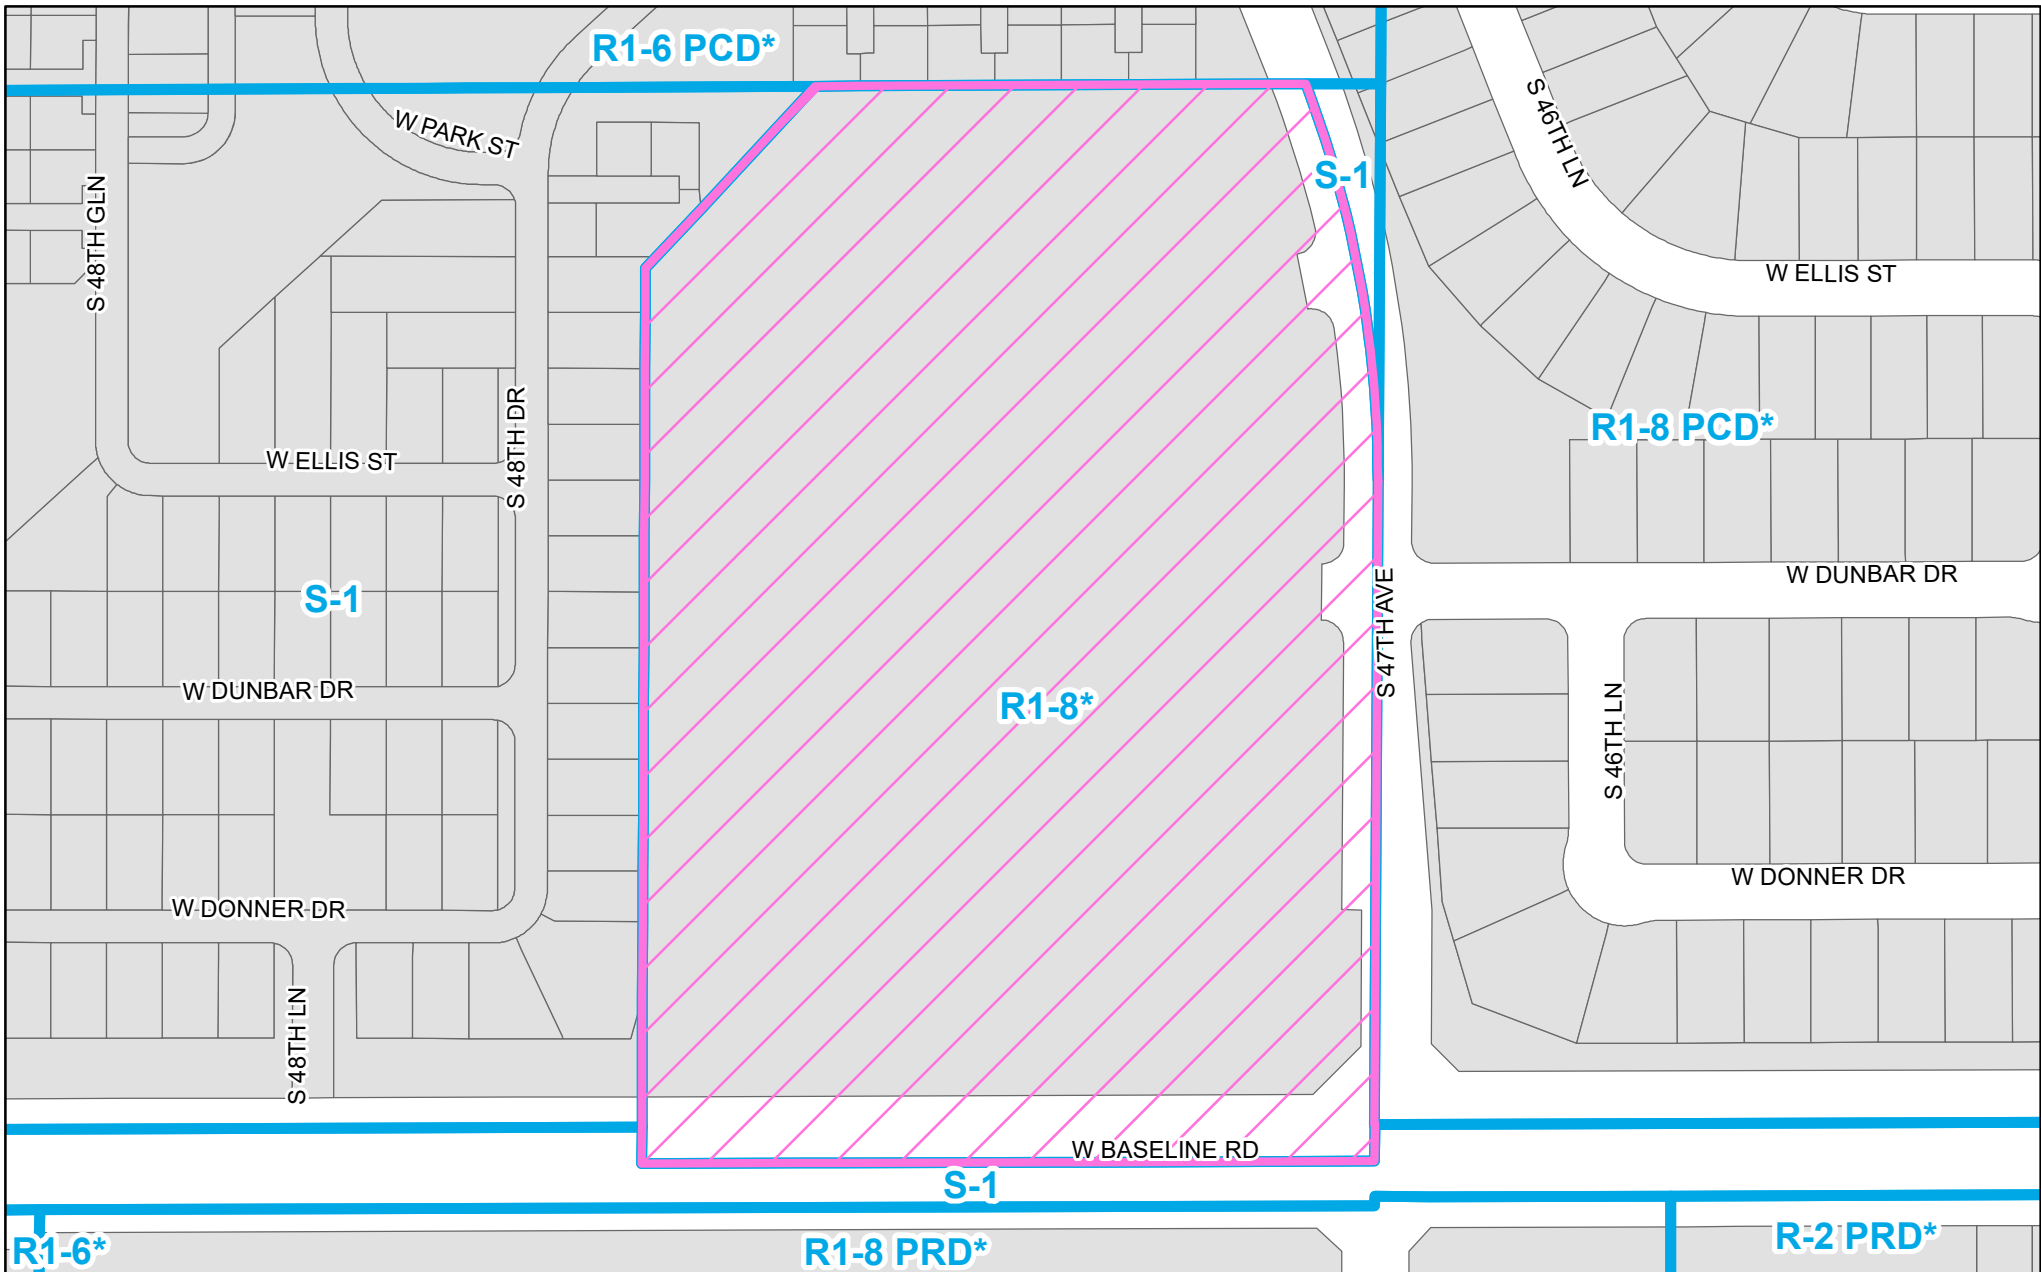 R1-6 PCD*
W PARK ST
S 46TH LN
S-1
S 48TH GLN
W ELLIS ST
R1-8 PCD*
S 48TH DR
W ELLIS ST
W DUNBAR DR
S-1
S 47TH AVE
W DUNBAR DR
R1-8*
S 46TH LN
W DONNER DR
W DONNER DR
S 48TH LN
W BASELINE RD
S-1
R1-6*
R1-8 PRD*
R-2 PRD*